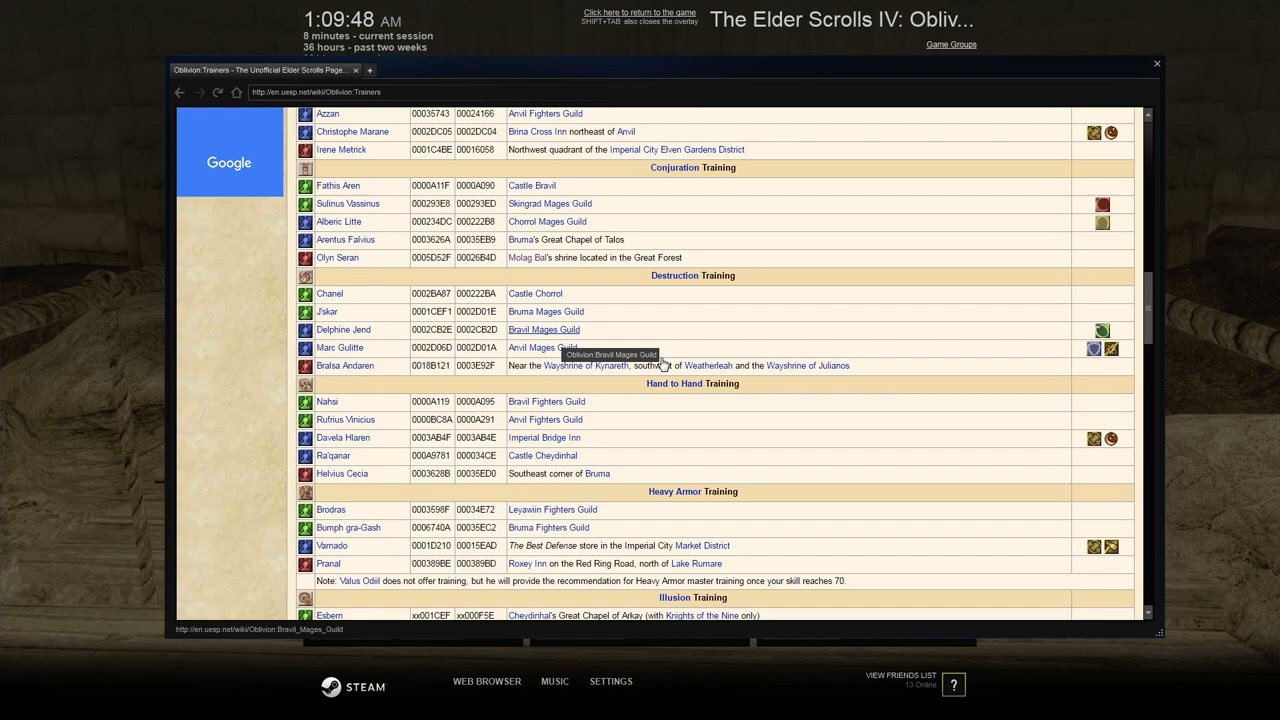 1:09:48 AM
8 minutes - current session
36 hours - past two weeks
Click here to return to the game
SHIFT+TAB also closes the overlay
The Elder Scrolls IV: Obliv...
Game Groups
Oblivion:Trainers - The Unofficial Elder Scrolls Page...
http://en.uesp.net/wiki/Oblivion:Trainers
Google
Azzan 00035743 00024166 Anvil Fighters Guild
Christophe Marane 0002DC05 0002DC04 Brina Cross Inn northeast of Anvil
Irene Metrick 0001C4BE 00016058 Northwest quadrant of the Imperial City Elven Gardens District
Conjuration Training
Fathis Aren 0000A11F 0000A090 Castle Bravil
Sulinus Vassinus 000293E8 000293ED Skingrad Mages Guild
Alberic Litte 000234DC 000222B8 Chorrol Mages Guild
Arentus Falvius 0003626A 00035EB9 Bruma's Great Chapel of Talos
Olyn Seran 0005D52F 00026B4D Molag Bal's shrine located in the Great Forest
Destruction Training
Chanel 0002BA87 000222BA Castle Chorrol
J'skar 0001CEF1 0002D01E Bruma Mages Guild
Delphine Jend 0002CB2E 0002CB2D Bravil Mages Guild
Marc Gulitte 0002D06D 0002D01A Anvil Mages Guild
Oblivion:Bravil Mages Guild
Bralsa Andaren 0018B121 0003E92F Near the Wayshrine of Kynareth, southwest of Weatherleah and the Wayshrine of Julianos
Hand to Hand Training
Nahsi 0000A119 0000A095 Bravil Fighters Guild
Rufrius Vinicius 0000BC8A 0000A291 Anvil Fighters Guild
Davela Hlaren 0003AB4F 0003AB4E Imperial Bridge Inn
Ra'qanar 000A9781 000034CE Castle Cheydinhal
Helvius Cecia 0003628B 00035ED0 Southeast corner of Bruma
Heavy Armor Training
Brodras 0003598F 00034E72 Leyawiin Fighters Guild
Bumph gra-Gash 0006740A 00035EC2 Bruma Fighters Guild
Varnado 0001D210 00015EAD The Best Defense store in the Imperial City Market District
Pranal 000389BE 000389BD Roxey Inn on the Red Ring Road, north of Lake Rumare
Note: Valus Odiil does not offer training, but he will provide the recommendation for Heavy Armor master training once your skill reaches 70.
Illusion Training
Esbern xx001CEF xx000F5E Cheydinhal's Great Chapel of Arkay (with Knights of the Nine only)
http://en.uesp.net/wiki/Oblivion:Bravil_Mages_Guild
STEAM
WEB BROWSER MUSIC SETTINGS
VIEW FRIENDS LIST
13 Online
?